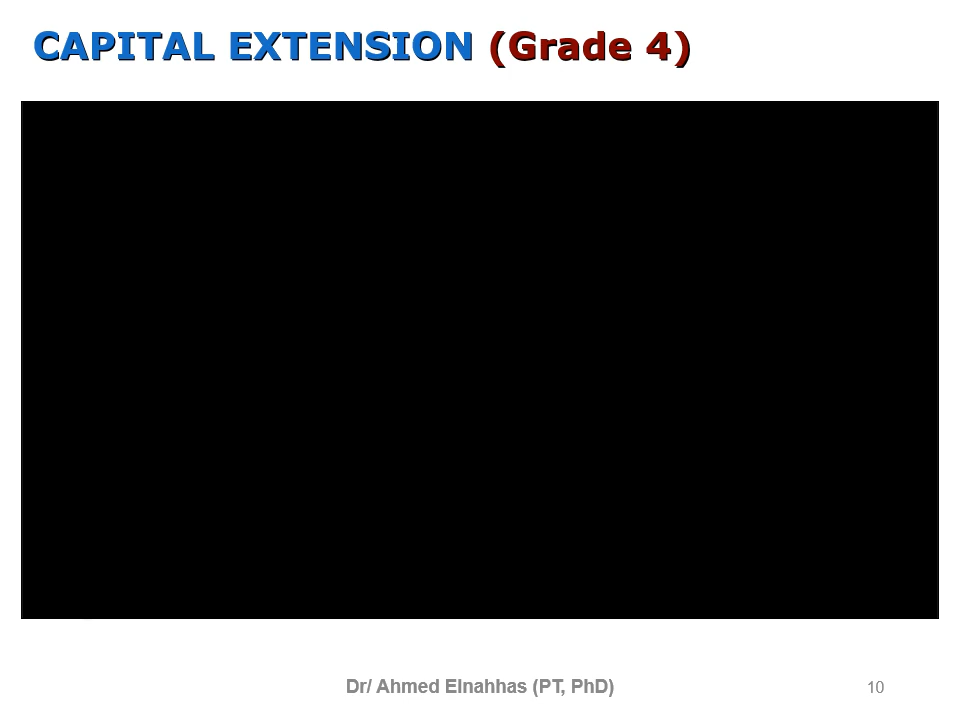 CAPITAL EXTENSION (Grade 4)
Dr/ Ahmed Elnahhas (PT, PhD)
10